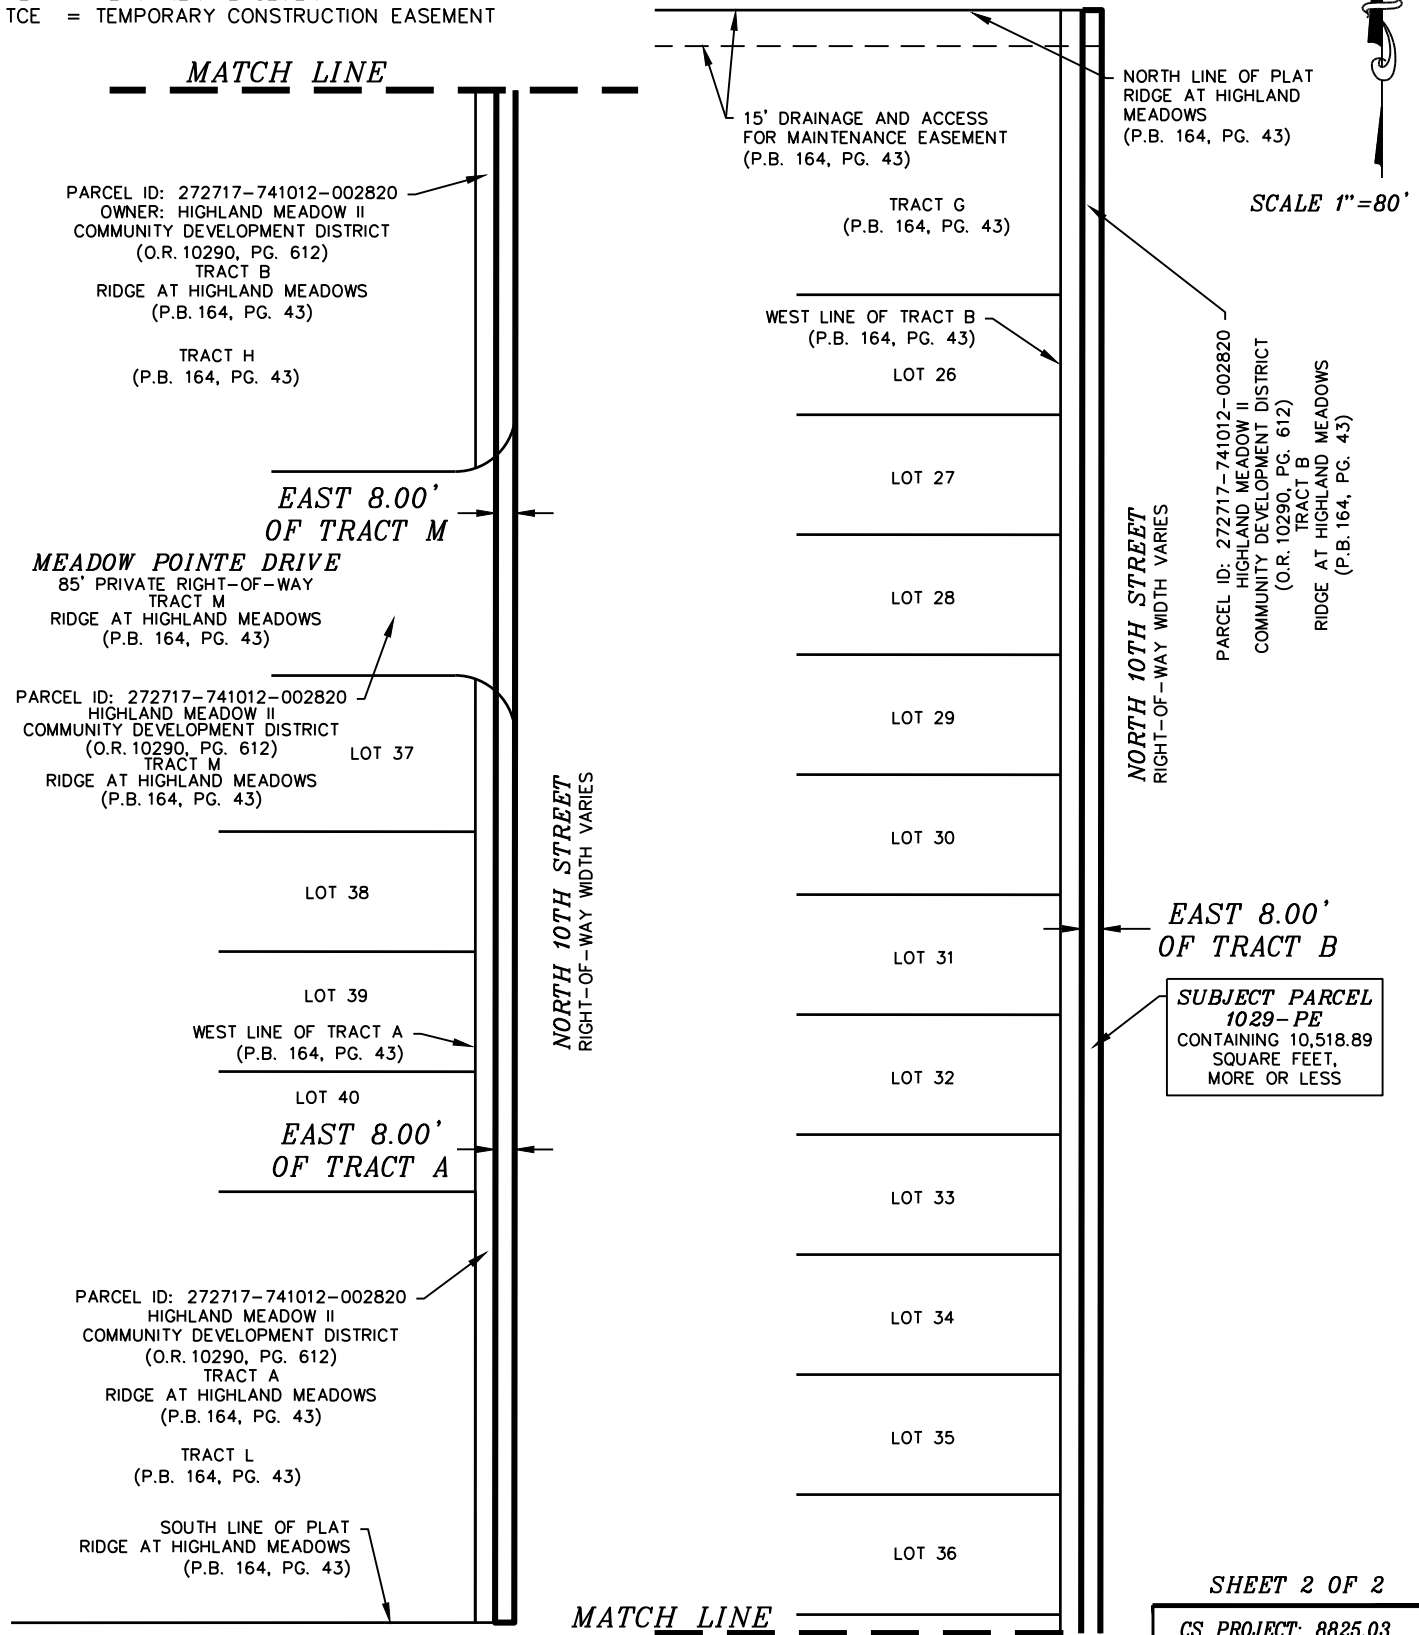 TCE = TEMPORARY CONSTRUCTION EASEMENT
MATCH LINE
PARCEL ID: 272717-741012-002820
OWNER: HIGHLAND MEADOW II
COMMUNITY DEVELOPMENT DISTRICT
(O.R. 10290, PG. 612)
TRACT B
RIDGE AT HIGHLAND MEADOWS
(P.B. 164, PG. 43)
TRACT H
(P.B. 164, PG. 43)
EAST 8.00'
OF TRACT M
MEADOW POINTE DRIVE
85' PRIVATE RIGHT-OF-WAY
TRACT M
RIDGE AT HIGHLAND MEADOWS
(P.B. 164, PG. 43)
PARCEL ID: 272717-741012-002820
HIGHLAND MEADOW II
COMMUNITY DEVELOPMENT DISTRICT
(O.R. 10290, PG. 612)
TRACT M
RIDGE AT HIGHLAND MEADOWS
(P.B. 164, PG. 43)
LOT 37
LOT 38
LOT 39
WEST LINE OF TRACT A
(P.B. 164, PG. 43)
LOT 40
EAST 8.00'
OF TRACT A
NORTH 10TH STREET
RIGHT-OF-WAY WIDTH VARIES
PARCEL ID: 272717-741012-002820
HIGHLAND MEADOW II
COMMUNITY DEVELOPMENT DISTRICT
(O.R. 10290, PG. 612)
TRACT A
RIDGE AT HIGHLAND MEADOWS
(P.B. 164, PG. 43)
TRACT L
(P.B. 164, PG. 43)
SOUTH LINE OF PLAT
RIDGE AT HIGHLAND MEADOWS
(P.B. 164, PG. 43)
15' DRAINAGE AND ACCESS
FOR MAINTENANCE EASEMENT
(P.B. 164, PG. 43)
NORTH LINE OF PLAT
RIDGE AT HIGHLAND
MEADOWS
(P.B. 164, PG. 43)
SCALE 1"=80'
TRACT G
(P.B. 164, PG. 43)
WEST LINE OF TRACT B
(P.B. 164, PG. 43)
LOT 26
LOT 27
LOT 28
LOT 29
LOT 30
LOT 31
LOT 32
LOT 33
LOT 34
LOT 35
LOT 36
MATCH LINE
NORTH 10TH STREET
RIGHT-OF-WAY WIDTH VARIES
PARCEL ID: 272717-741012-002820
HIGHLAND MEADOW II
COMMUNITY DEVELOPMENT DISTRICT
(O.R. 10290, PG. 612)
TRACT B
RIDGE AT HIGHLAND MEADOWS
(P.B. 164, PG. 43)
EAST 8.00'
OF TRACT B
SUBJECT PARCEL
1029-PE
CONTAINING 10,518.89
SQUARE FEET,
MORE OR LESS
SHEET 2 OF 2
CS PROJECT: 8825.03